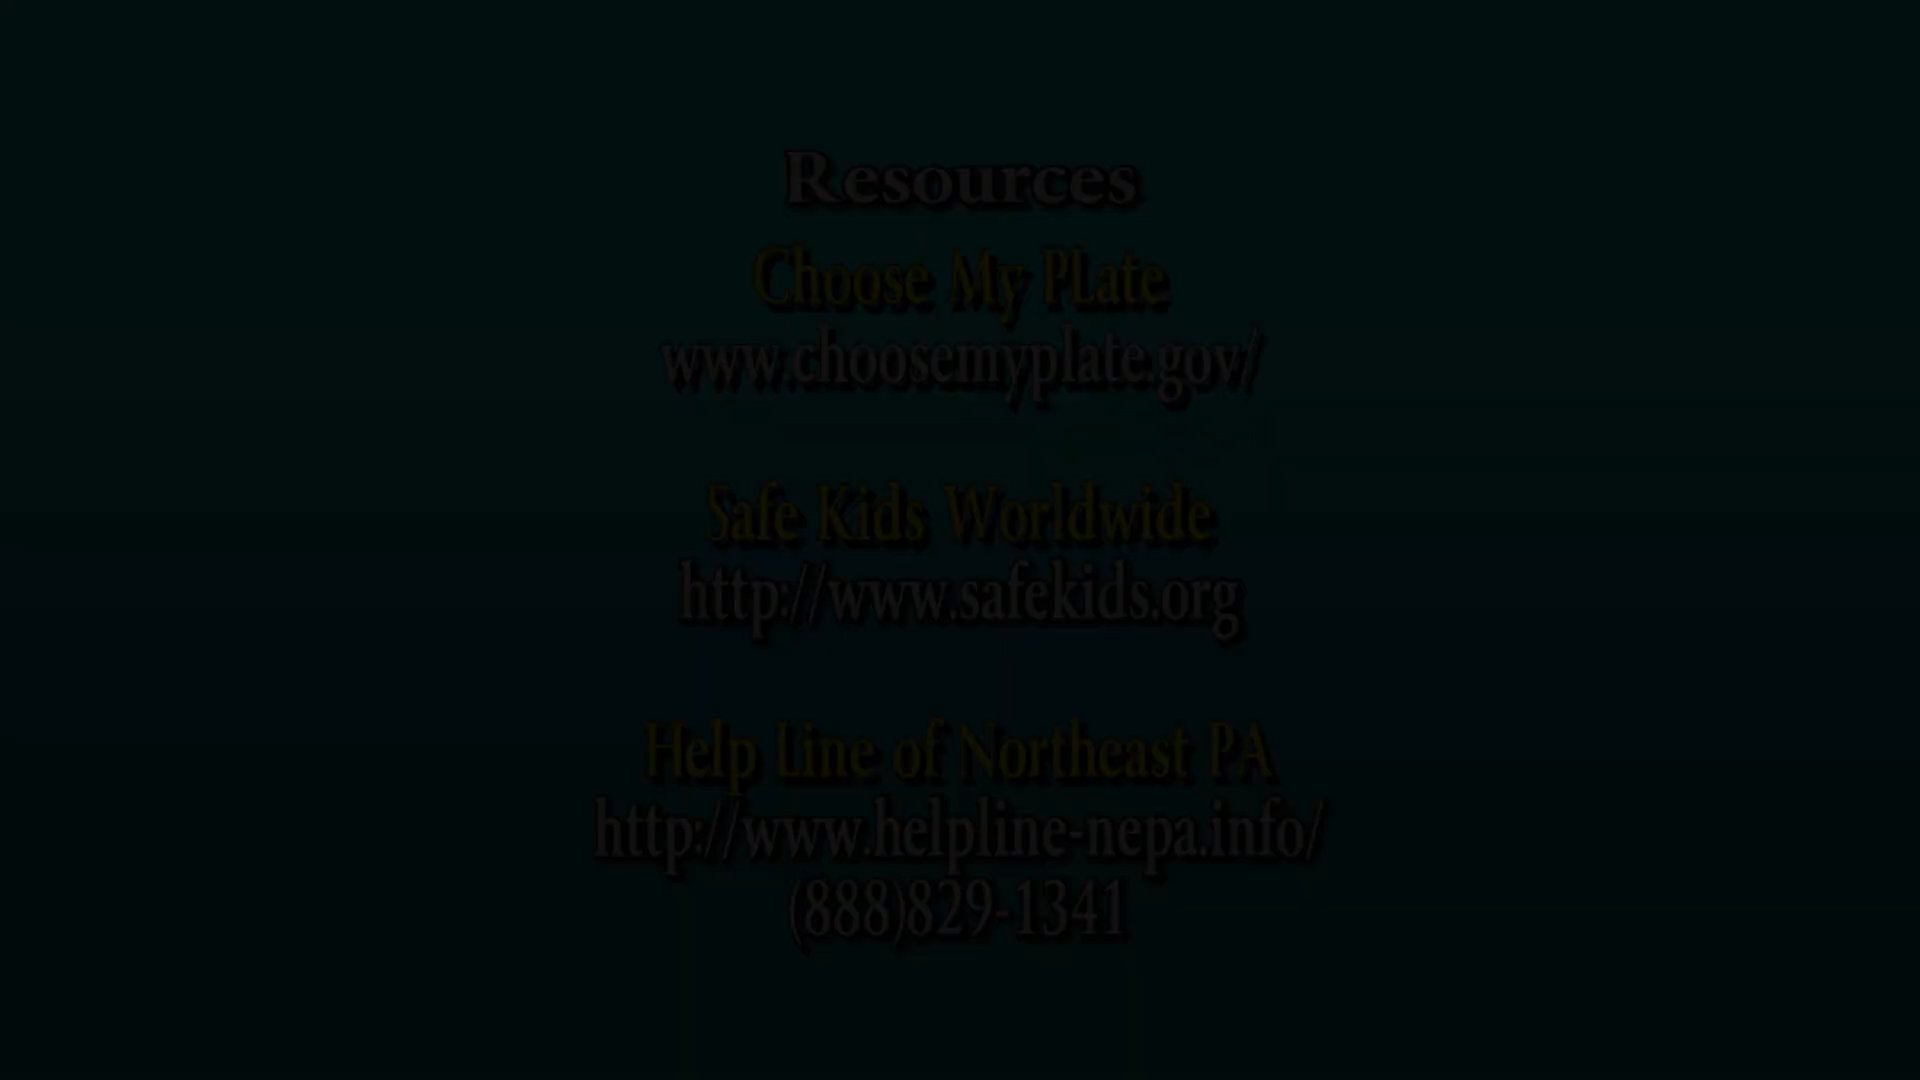 Resources
Choose My PLate
www.choosemyplate.gov/
Safe Kids Worldwide
http://www.safekids.org
Help Line of Northeast PA
http://www.helpline-nepa.info/
(888)829-1341